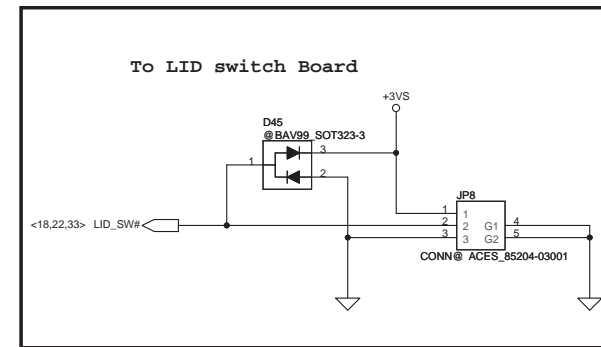 To LID switch Board
+3VS
D45
@BAV99_SOT323-3
3
1
2
JP8
<18,22,33> LID_SW#
1 1
2 2 G1 4
3 3 G2 5
CONN@ ACES_85204-03001